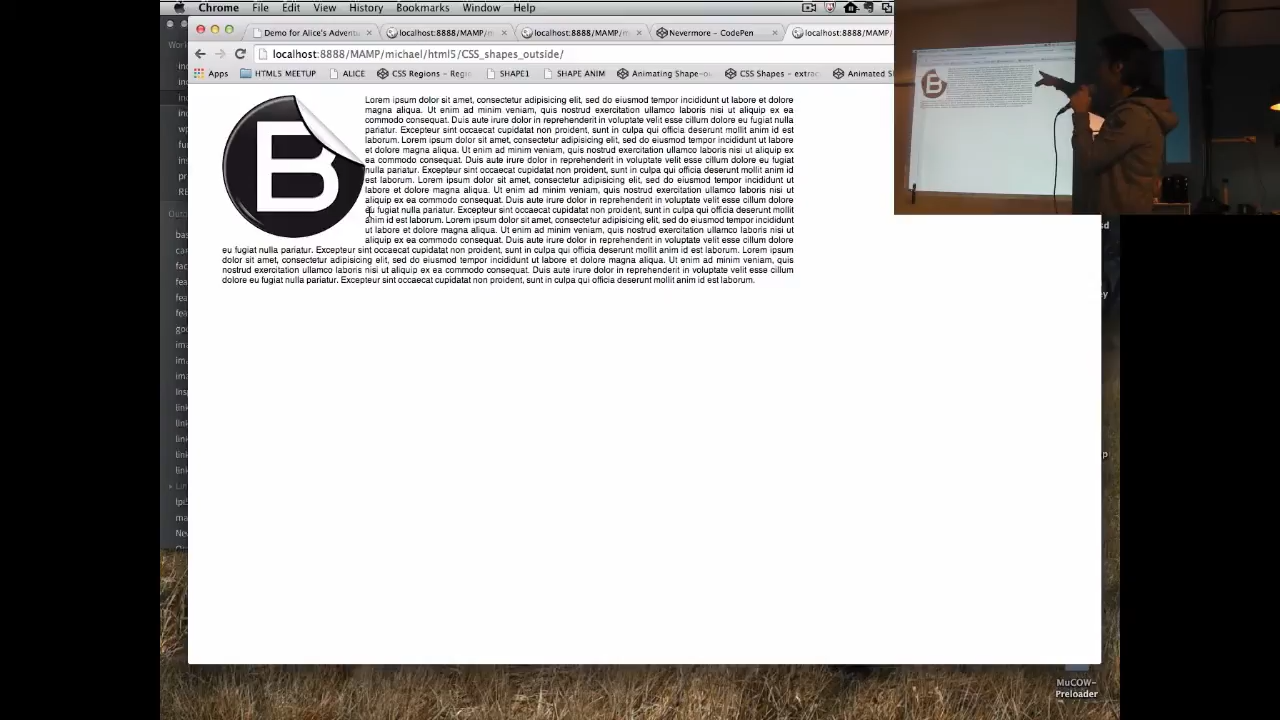 Chrome File Edit View History Bookmarks Window Help
Demo for Alice's Adventu
localhost:8888/MAMP/m
localhost:8888/MAMP/m
Nevermore - CodePen
localhost:8888/MAMP/m
localhost:8888/MAMP/michael/html5/CSS_shapes_outside/
Apps HTML5 MEETUP ALICE CSS Regions - Regi SHAPE1 SHAPE ANIM Animating Shape-o CSS Shapes - extrac Animated S
B
Lorem ipsum dolor sit amet, consectetur adipisicing elit, sed do eiusmod tempor incididunt ut labore et dolore
magna aliqua. Ut enim ad minim veniam, quis nostrud exercitation ullamco laboris nisi ut aliquip ex ea
commodo consequat. Duis aute irure dolor in reprehenderit in voluptate velit esse cillum dolore eu fugiat nulla
pariatur. Excepteur sint occaecat cupidatat non proident, sunt in culpa qui officia deserunt mollit anim id est
laborum. Lorem ipsum dolor sit amet, consectetur adipisicing elit, sed do eiusmod tempor incididunt ut labore
et dolore magna aliqua. Ut enim ad minim veniam, quis nostrud exercitation ullamco laboris nisi ut aliquip ex
ea commodo consequat. Duis aute irure dolor in reprehenderit in voluptate velit esse cillum dolore eu fugiat
nulla pariatur. Excepteur sint occaecat cupidatat non proident, sunt in culpa qui officia deserunt mollit anim id
est laborum. Lorem ipsum dolor sit amet, consectetur adipisicing elit, sed do eiusmod tempor incididunt ut
labore et dolore magna aliqua. Ut enim ad minim veniam, quis nostrud exercitation ullamco laboris nisi ut
aliquip ex ea commodo consequat. Duis aute irure dolor in reprehenderit in voluptate velit esse cillum dolore
eu fugiat nulla pariatur. Excepteur sint occaecat cupidatat non proident, sunt in culpa qui officia deserunt mollit
anim id est laborum. Lorem ipsum dolor sit amet, consectetur adipisicing elit, sed do eiusmod tempor incididunt
ut labore et dolore magna aliqua. Ut enim ad minim veniam, quis nostrud exercitation ullamco laboris nisi ut
aliquip ex ea commodo consequat. Duis aute irure dolor in reprehenderit in voluptate velit esse cillum dolore
eu fugiat nulla pariatur. Excepteur sint occaecat cupidatat non proident, sunt in culpa qui officia deserunt mollit anim id est laborum. Lorem ipsum
dolor sit amet, consectetur adipisicing elit, sed do eiusmod tempor incididunt ut labore et dolore magna aliqua. Ut enim ad minim veniam, quis
nostrud exercitation ullamco laboris nisi ut aliquip ex ea commodo consequat. Duis aute irure dolor in reprehenderit in voluptate velit esse cillum
dolore eu fugiat nulla pariatur. Excepteur sint occaecat cupidatat non proident, sunt in culpa qui officia deserunt mollit anim id est laborum.
MuCOW-
Preloader